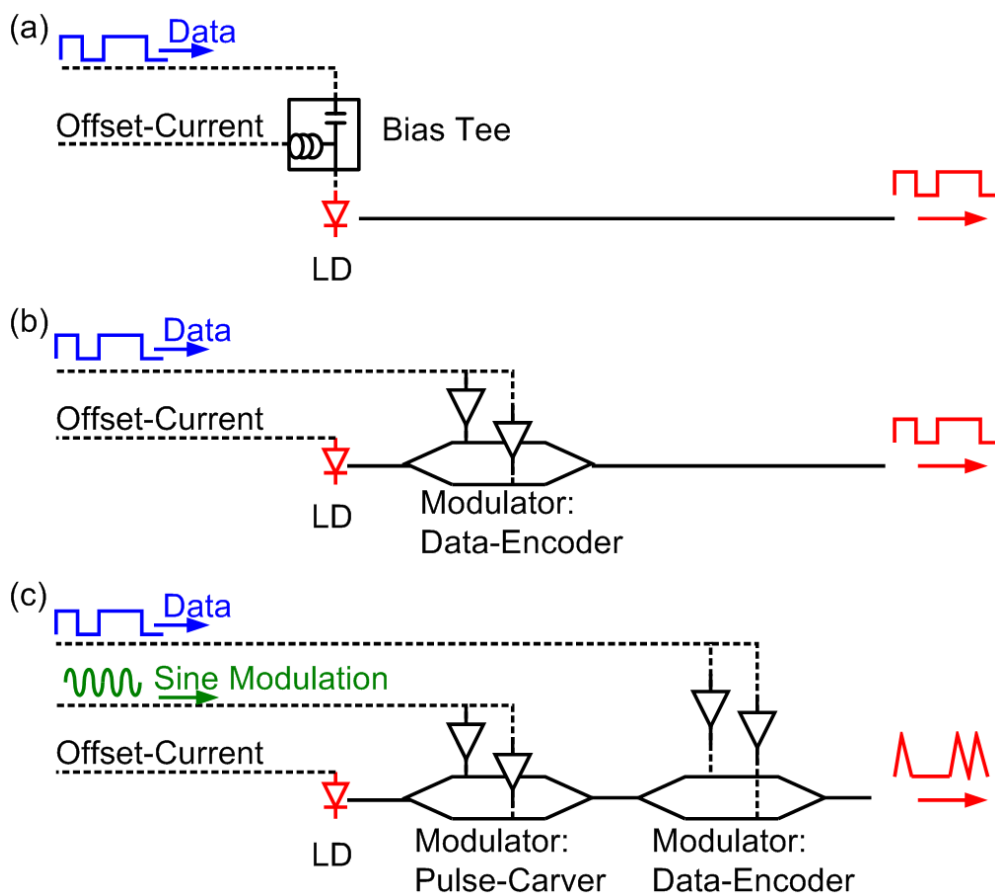 (a)
Data
Offset-Current
Bias Tee
LD
(b)
Data
Offset-Current
LD
Modulator:
Data-Encoder
(c)
Data
Sine Modulation
Offset-Current
LD
Modulator:
Pulse-Carver
Modulator:
Data-Encoder